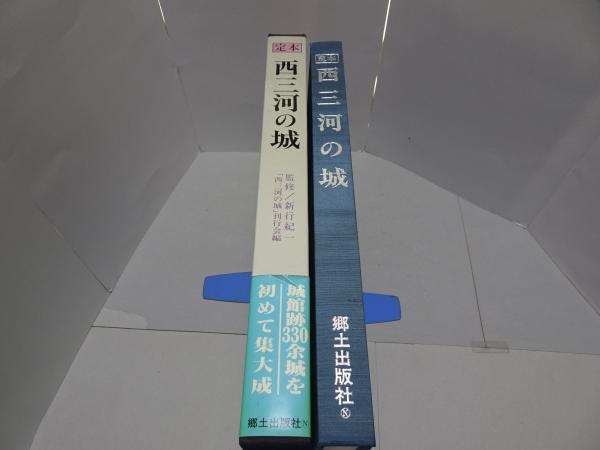 定本
西三河の城
監修/新行紀一
「西三河の城」刊行会編
城館跡330余城を
初めて集大成
郷土出版社Ⓝ
定本
西三河の城
郷土出版社Ⓝ